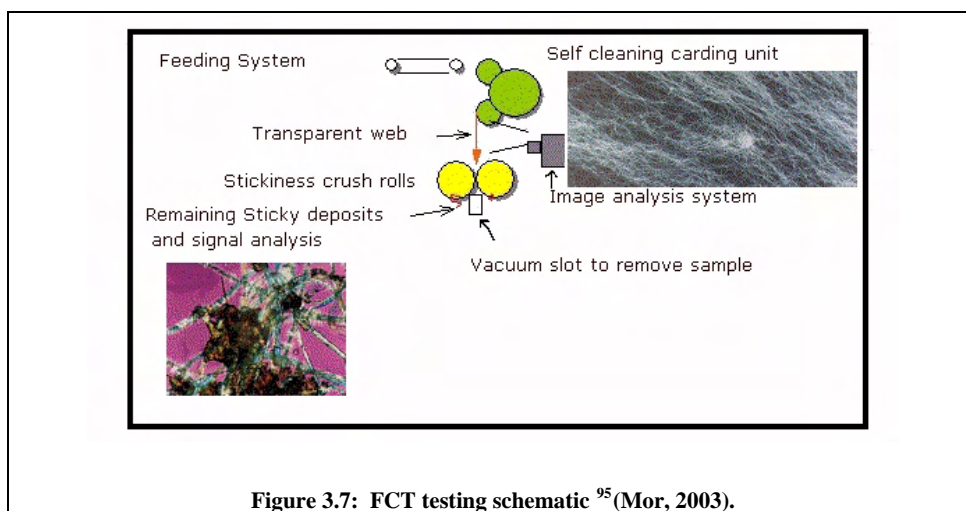 Feeding System
Self cleaning carding unit
Transparent web
Stickiness crush rolls
Image analysis system
Remaining Sticky deposits
and signal analysis
Vacuum slot to remove sample
Figure 3.7: FCT testing schematic 95(Mor, 2003).